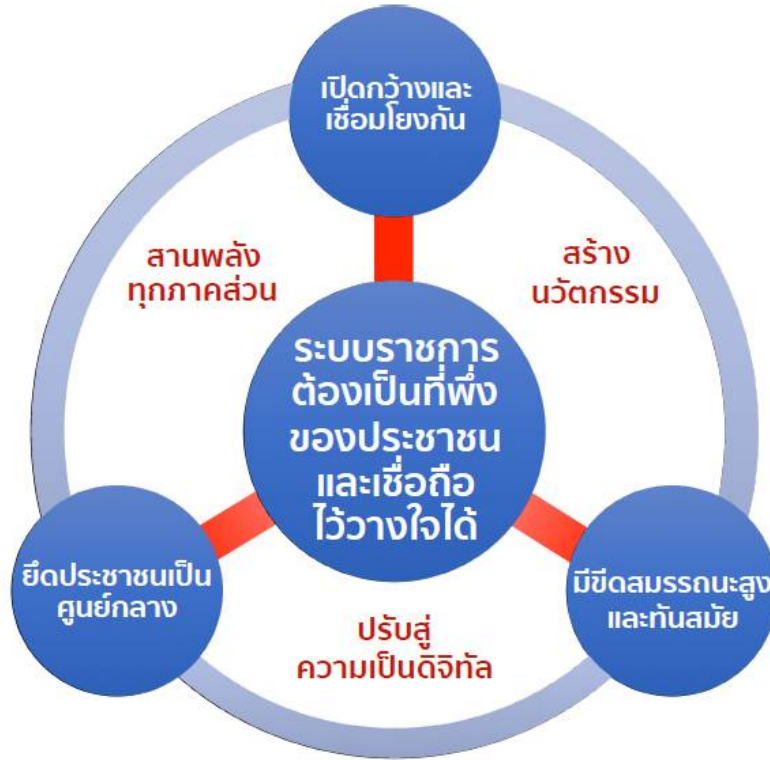 เปิดกว้างและ
เชื่อมโยงกัน
สานพลัง
ทุกภาคส่วน
สร้าง
นวัตกรรม
ระบบราชการ
ต้องเป็นที่พึ่ง
ของประชาชน
และเชื่อถือ
ไว้วางใจได้
ยึดประชาชนเป็น
ศูนย์กลาง
มีขีดสมรรถนะสูง
และทันสมัย
ปรับสู่
ความเป็นดิจิทัล